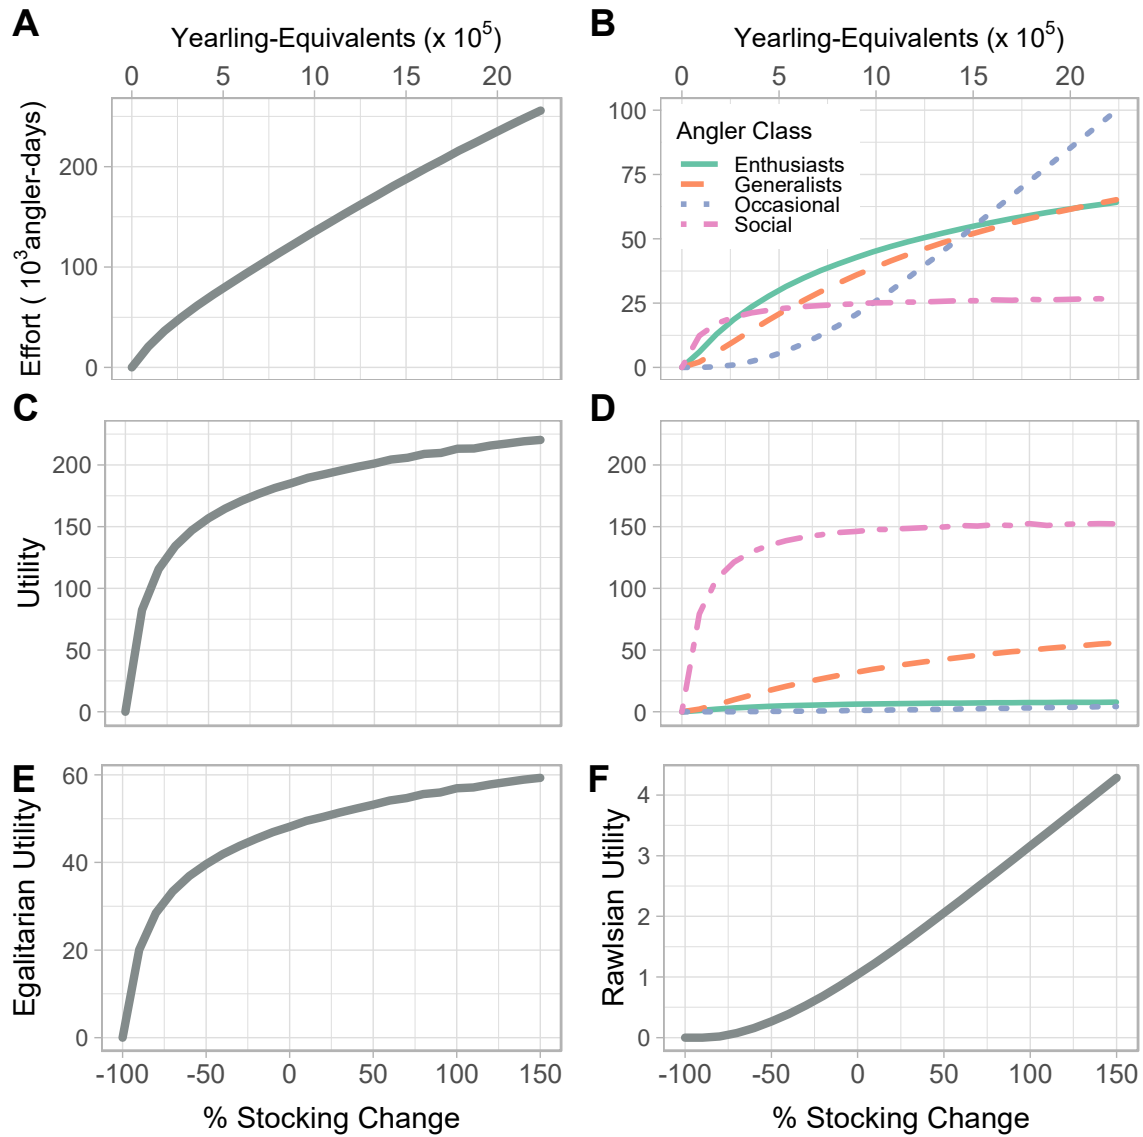 A
Yearling-Equivalents (x 10⁵)
0 5 10 15 20
Effort ( 10³angler-days)
200
100
0
B
Yearling-Equivalents (x 10⁵)
0 5 10 15 20
100
75
50
25
0
Angler Class
Enthusiasts
Generalists
Occasional
Social
C
Utility
200
150
100
50
0
D
200
150
100
50
0
E
Egalitarian Utility
60
40
20
0
-100 -50 0 50 100 150
% Stocking Change
F
Rawlsian Utility
4
3
2
1
0
-100 -50 0 50 100 150
% Stocking Change